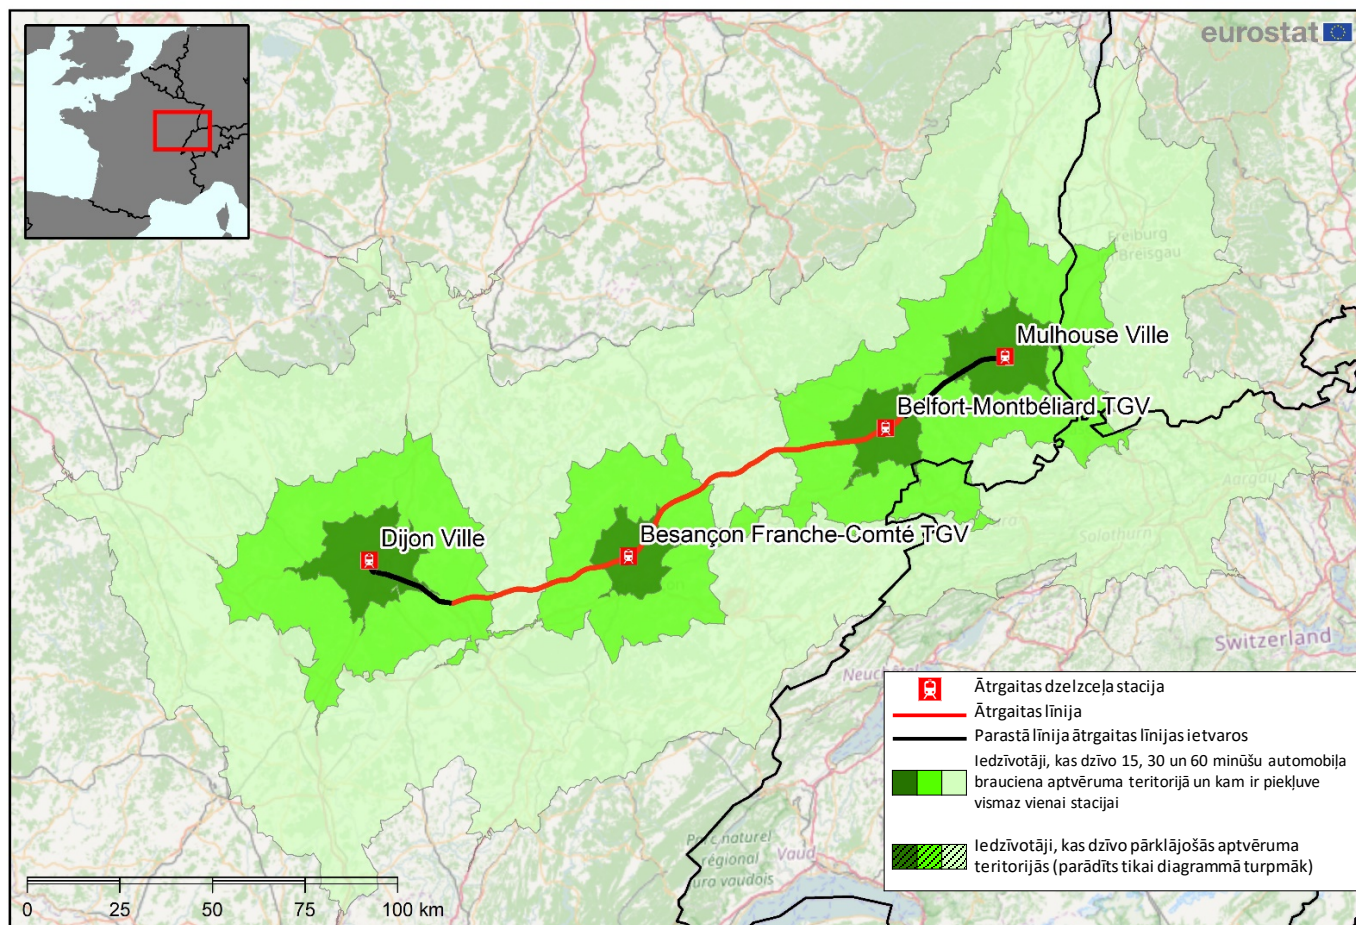 eurostat
Freiburg
Breisgau
Mulhouse Ville
Belfort-Montbéliard TGV
Aargau
Dijon Ville
Besançon Franche-Comté TGV
Solothurn
Switzerland
Neuchâtel
Ātrgaitas dzelzceļa stacija
Ātrgaitas līnija
Parastā līnija ātrgaitas līnijas ietvaros
Iedzīvotāji, kas dzīvo 15, 30 un 60 minūšu automobiļa
brauciena aptvēruma teritorijā un kam ir piekļuve
vismaz vienai stacijai
Iedzīvotāji, kas dzīvo pārklājošās aptvēruma
teritorijās (parādīts tikai diagrammā turpmāk)
Parc naturel
régional
Jura vaudois
Vaud
0 25 50 75 100 km